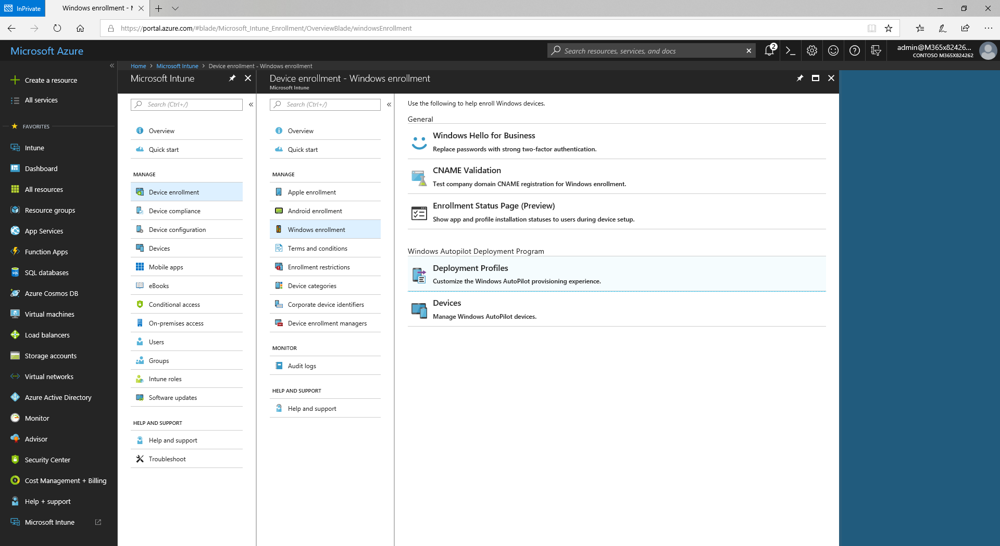 InPrivate
Windows enrollment - M
https://portal.azure.com/#blade/Microsoft_Intune_Enrollment/OverviewBlade/windowsEnrollment
Microsoft Azure
Search resources, services, and docs
2
admin@M365x82426...
CONTOSO M365X824262
Create a resource
All services
FAVORITES
Intune
Dashboard
All resources
Resource groups
App Services
Function Apps
SQL databases
Azure Cosmos DB
Virtual machines
Load balancers
Storage accounts
Virtual networks
Azure Active Directory
Monitor
Advisor
Security Center
Cost Management + Billing
Help + support
Microsoft Intune
Home > Microsoft Intune > Device enrollment - Windows enrollment
Microsoft Intune
Search (Ctrl+/)
Overview
Quick start
MANAGE
Device enrollment
Device compliance
Device configuration
Devices
Mobile apps
eBooks
Conditional access
On-premises access
Users
Groups
Intune roles
Software updates
HELP AND SUPPORT
Help and support
Troubleshoot
Device enrollment - Windows enrollment
Microsoft Intune
Search (Ctrl+/)
Overview
Quick start
MANAGE
Apple enrollment
Android enrollment
Windows enrollment
Terms and conditions
Enrollment restrictions
Device categories
Corporate device identifiers
Device enrollment managers
MONITOR
Audit logs
HELP AND SUPPORT
Help and support
Use the following to help enroll Windows devices.
General
Windows Hello for Business
Replace passwords with strong two-factor authentication.
CNAME Validation
Test company domain CNAME registration for Windows enrollment.
Enrollment Status Page (Preview)
Show app and profile installation statuses to users during device setup.
Windows Autopilot Deployment Program
Deployment Profiles
Customize the Windows AutoPilot provisioning experience.
Devices
Manage Windows AutoPilot devices.